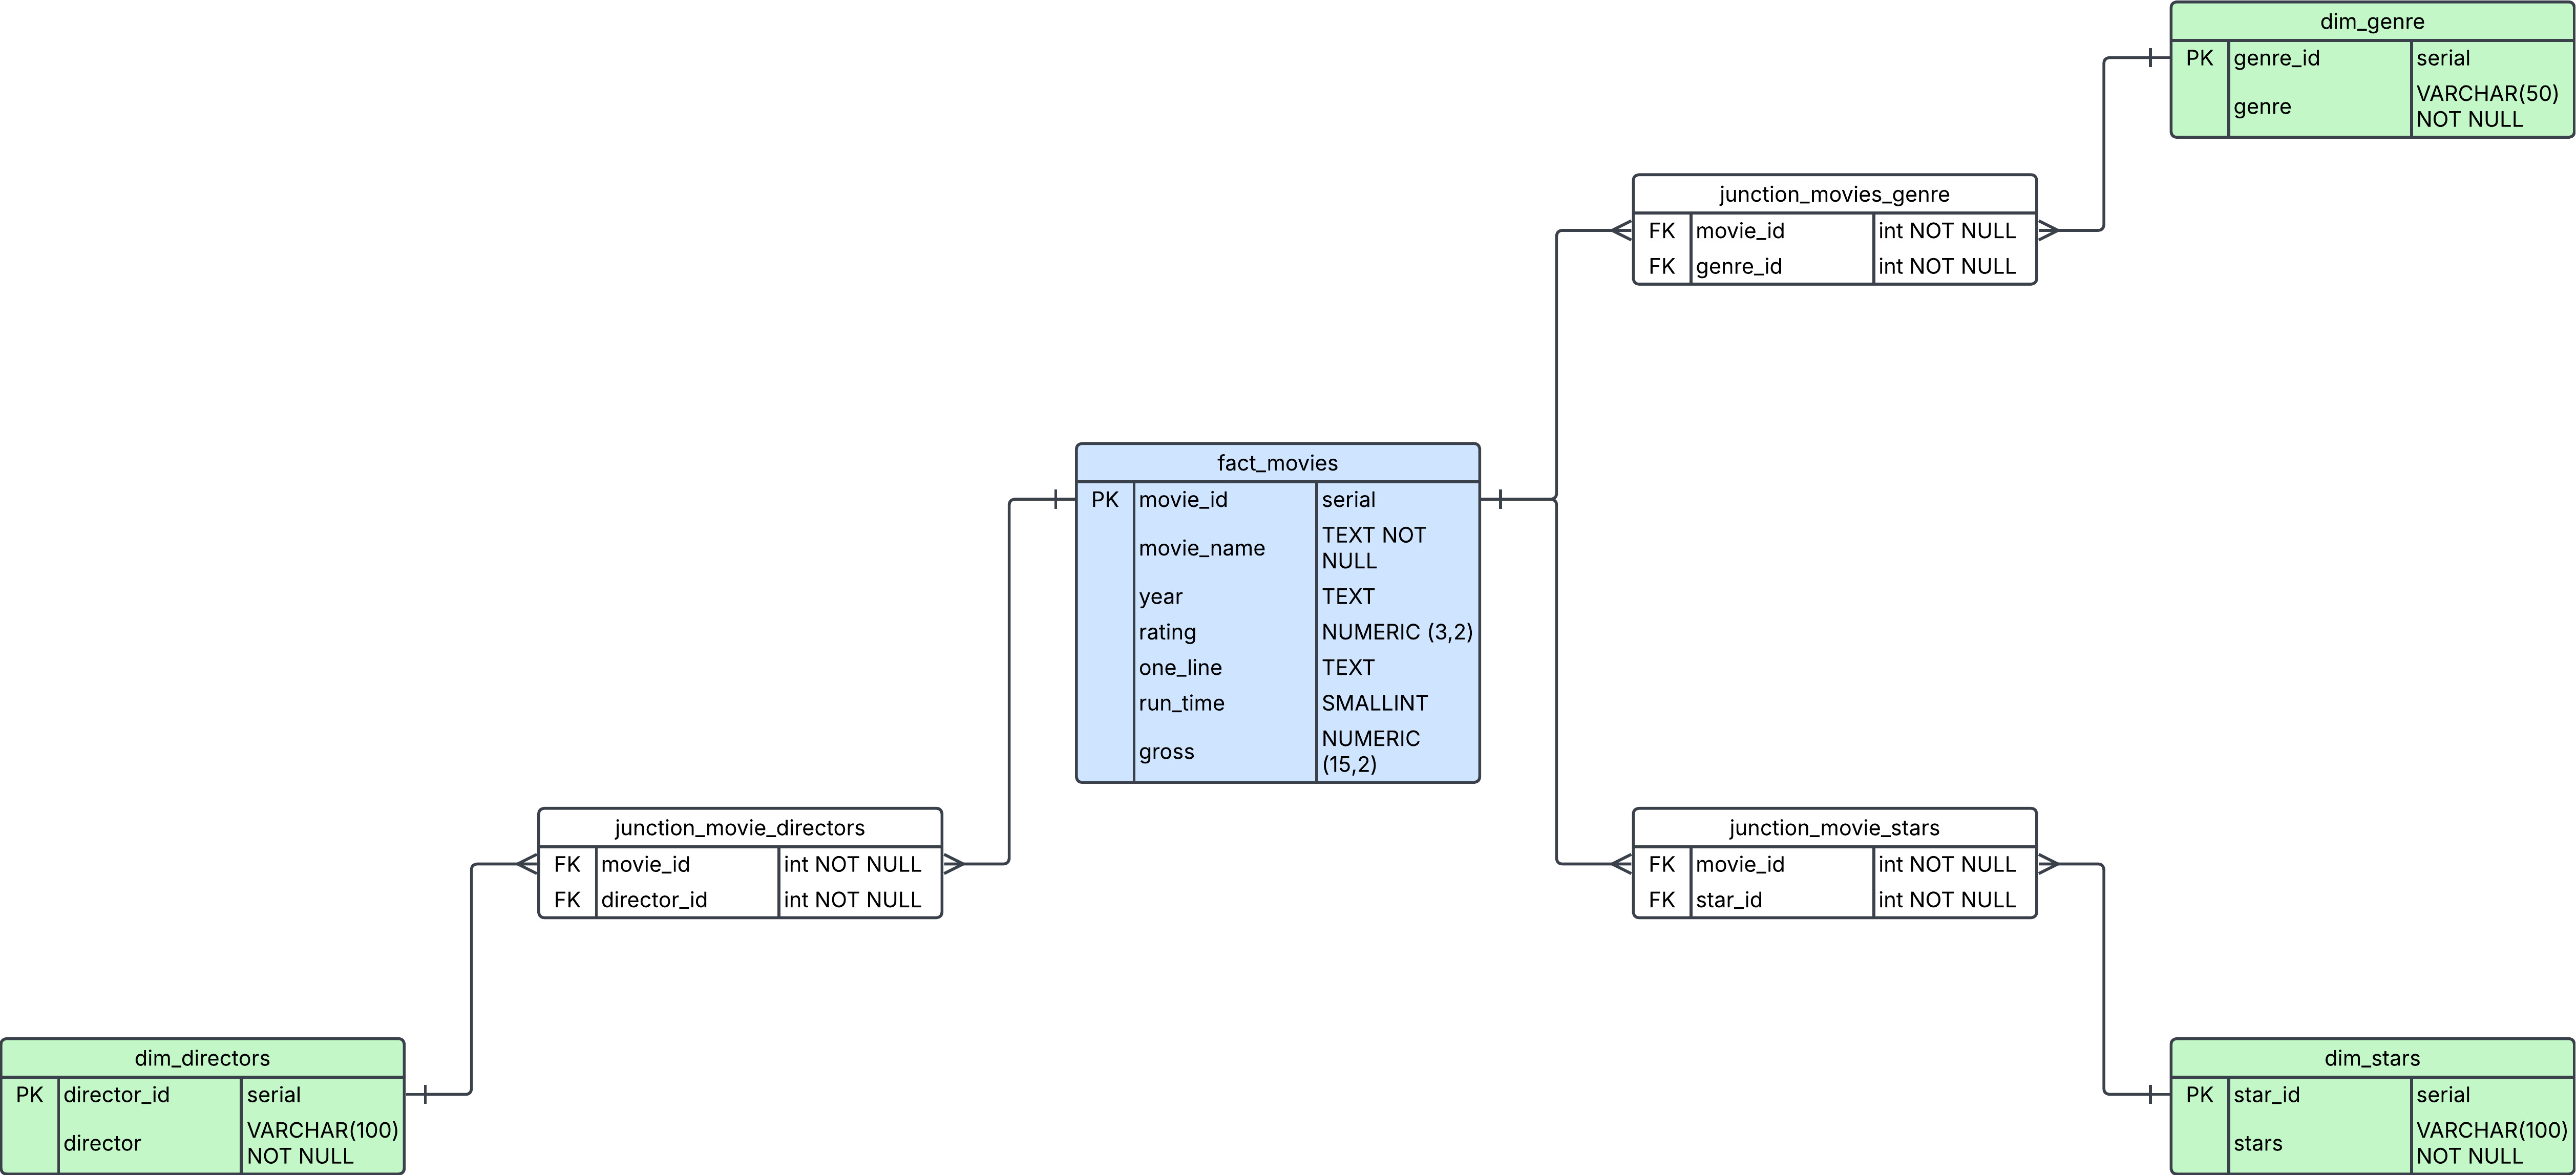 dim_genre
PK genre_id serial
genre VARCHAR(50)
NOT NULL
junction_movies_genre
FK movie_id int NOT NULL
FK genre_id int NOT NULL
fact_movies
PK movie_id serial
movie_name TEXT NOT
NULL
year TEXT
rating NUMERIC (3,2)
one_line TEXT
run_time SMALLINT
gross NUMERIC
(15,2)
junction_movie_directors
FK movie_id int NOT NULL
FK director_id int NOT NULL
junction_movie_stars
FK movie_id int NOT NULL
FK star_id int NOT NULL
dim_directors
PK director_id serial
director VARCHAR(100)
NOT NULL
dim_stars
PK star_id serial
stars VARCHAR(100)
NOT NULL